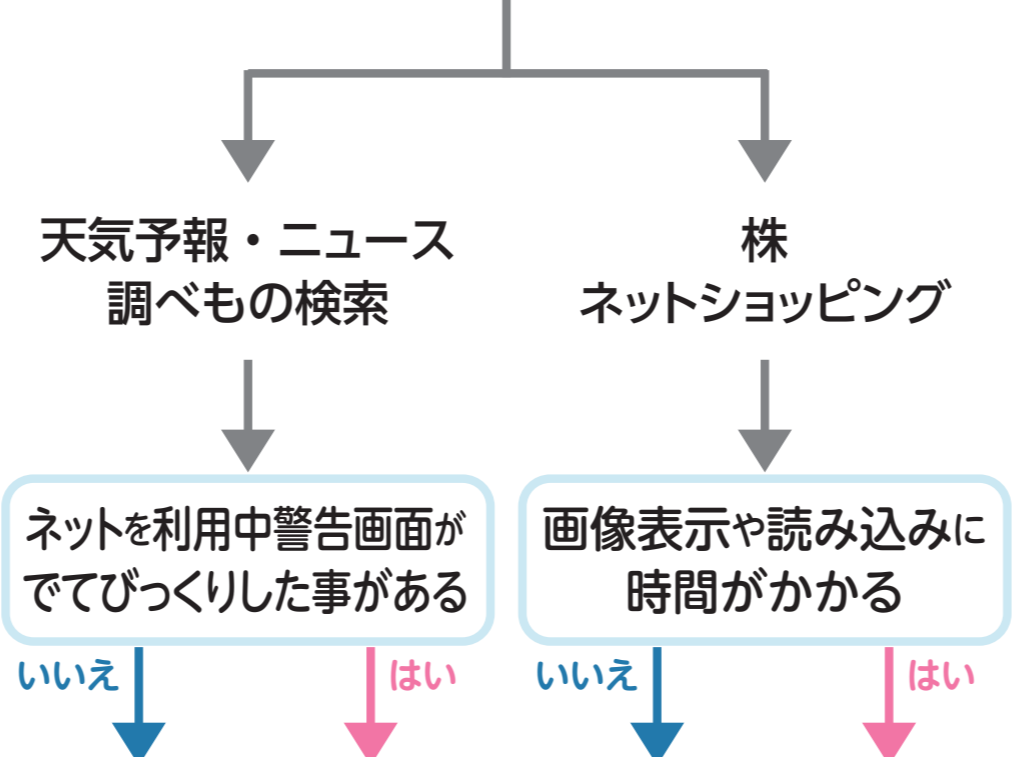 天気予報・ニュース
調べもの検索
株
ネットショッピング
ネットを利用中警告画面が
でてびっくりした事がある
画像表示や読み込みに
時間がかかる
いいえ
はい
いいえ
はい